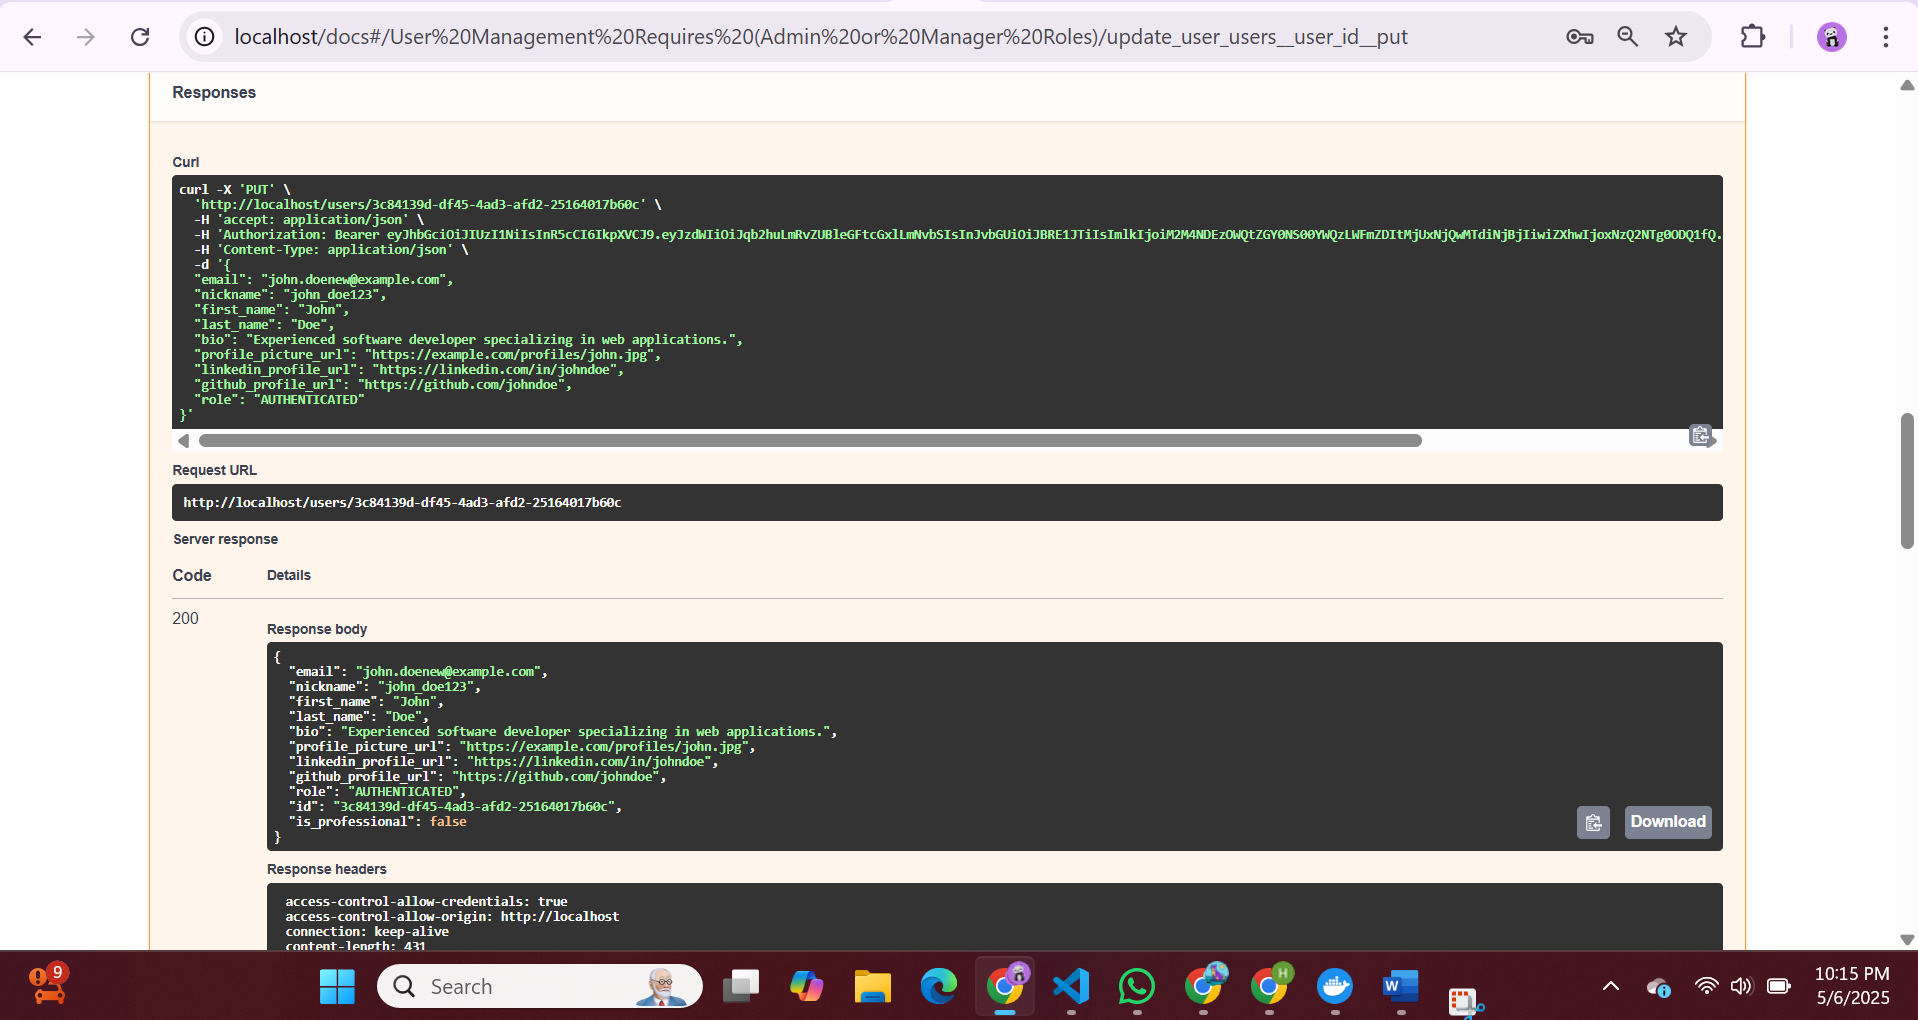 localhost/docs#/User%20Management%20Requires%20(Admin%20or%20Manager%20Roles)/update_user_users__user_id__put
Responses
Curl
curl -X 'PUT' \
'http://localhost/users/3c84139d-df45-4ad3-afd2-25164017b60c' \
-H 'accept: application/json' \
-H 'Authorization: Bearer eyJhbGciOiJIUzI1NiIsInR5cCI6IkpXVCJ9.eyJzdWIiOiJqb2huLmRvZUBleGFtcGxlLmNvbSIsInJvbGUiOiJBRE1JTiIsImlkIjoiM2M4NDEzOWQtZGY0NS00YWQzLWFmZDItMjUxNjQwMTdiNjBjIiwiZXhwIjoxNzQ2NTg0ODQ1fQ.
-H 'Content-Type: application/json' \
-d '{
"email": "john.doenew@example.com",
"nickname": "john_doe123",
"first_name": "John",
"last_name": "Doe",
"bio": "Experienced software developer specializing in web applications.",
"profile_picture_url": "https://example.com/profiles/john.jpg",
"linkedin_profile_url": "https://linkedin.com/in/johndoe",
"github_profile_url": "https://github.com/johndoe",
"role": "AUTHENTICATED"
}'
Request URL
http://localhost/users/3c84139d-df45-4ad3-afd2-25164017b60c
Server response
Code Details
200
Response body
{
"email": "john.doenew@example.com",
"nickname": "john_doe123",
"first_name": "John",
"last_name": "Doe",
"bio": "Experienced software developer specializing in web applications.",
"profile_picture_url": "https://example.com/profiles/john.jpg",
"linkedin_profile_url": "https://linkedin.com/in/johndoe",
"github_profile_url": "https://github.com/johndoe",
"role": "AUTHENTICATED",
"id": "3c84139d-df45-4ad3-afd2-25164017b60c",
"is_professional": false
}
Download
Response headers
access-control-allow-credentials: true
access-control-allow-origin: http://localhost
connection: keep-alive
content-length: 431
9
Search
H
W
10:15 PM
5/6/2025